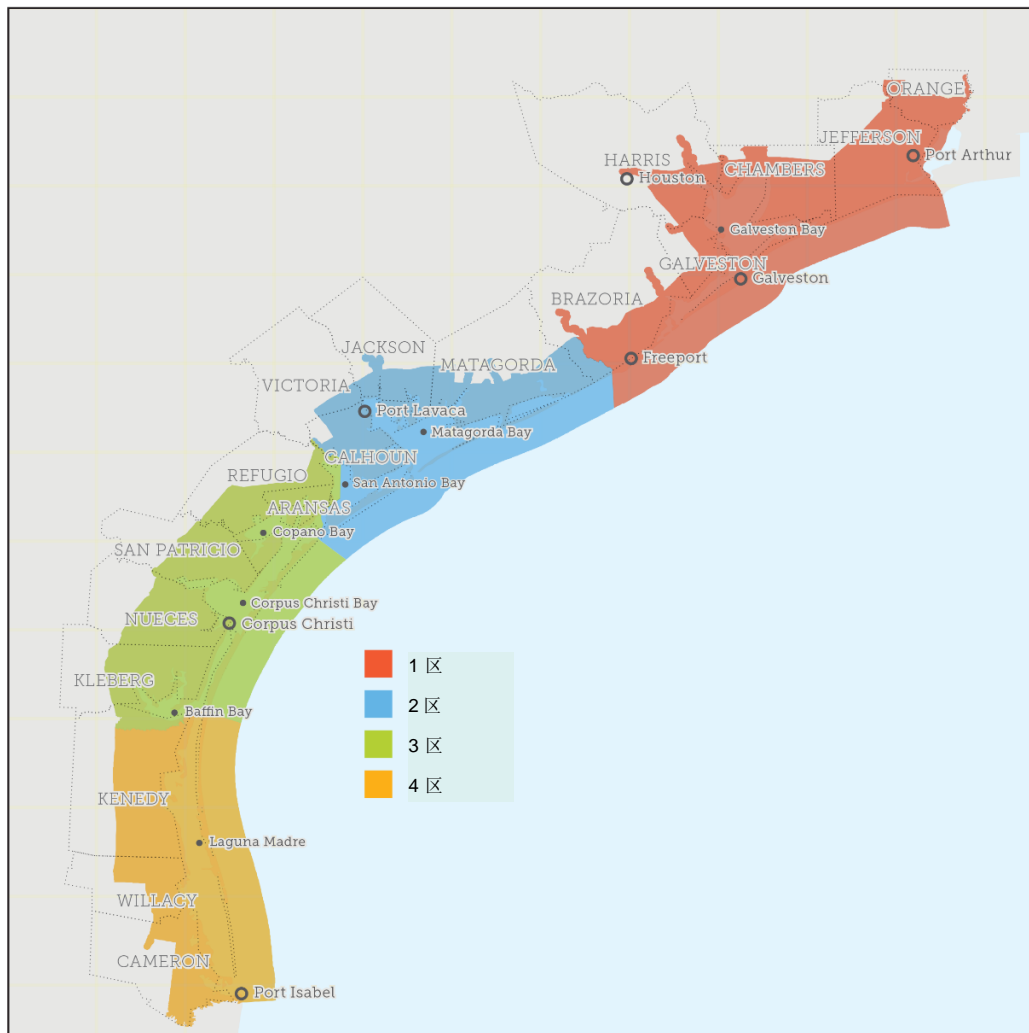 ORANGE
JEFFERSON
Port Arthur
HARRIS
CHAMBERS
Houston
Galveston Bay
GALVESTON
Galveston
BRAZORIA
JACKSON
Freeport
MATAGORDA
VICTORIA
Port Lavaca
Matagorda Bay
CALHOUN
REFUGIO
San Antonio Bay
ARANSAS
Copano Bay
SAN PATRICIO
Corpus Christi Bay
NUECES
Corpus Christi
1 区
KLEBERG
2 区
Baffin Bay
3 区
4 区
KENEDY
Laguna Madre
WILLACY
CAMERON
Port Isabel